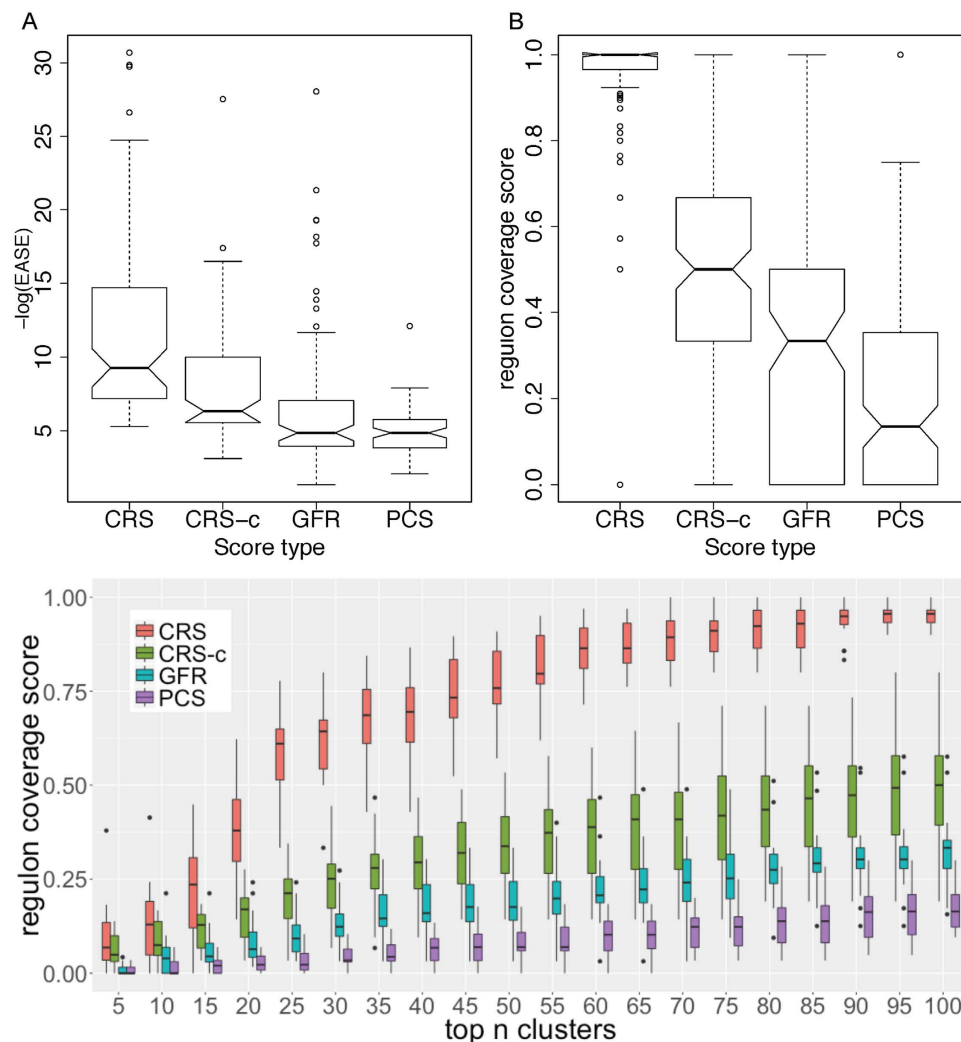 A
-log(EASE)
30
25
20
15
10
5
CRS
CRS-c
GFR
PCS
Score type
B
regulon coverage score
1.0
0.8
0.6
0.4
0.2
0.0
CRS
CRS-c
GFR
PCS
Score type
regulon coverage score
1.00
0.75
0.50
0.25
0.00
CRS
CRS-c
GFR
PCS
5 10 15 20 25 30 35 40 45 50 55 60 65 70 75 80 85 90 95 100
top n clusters